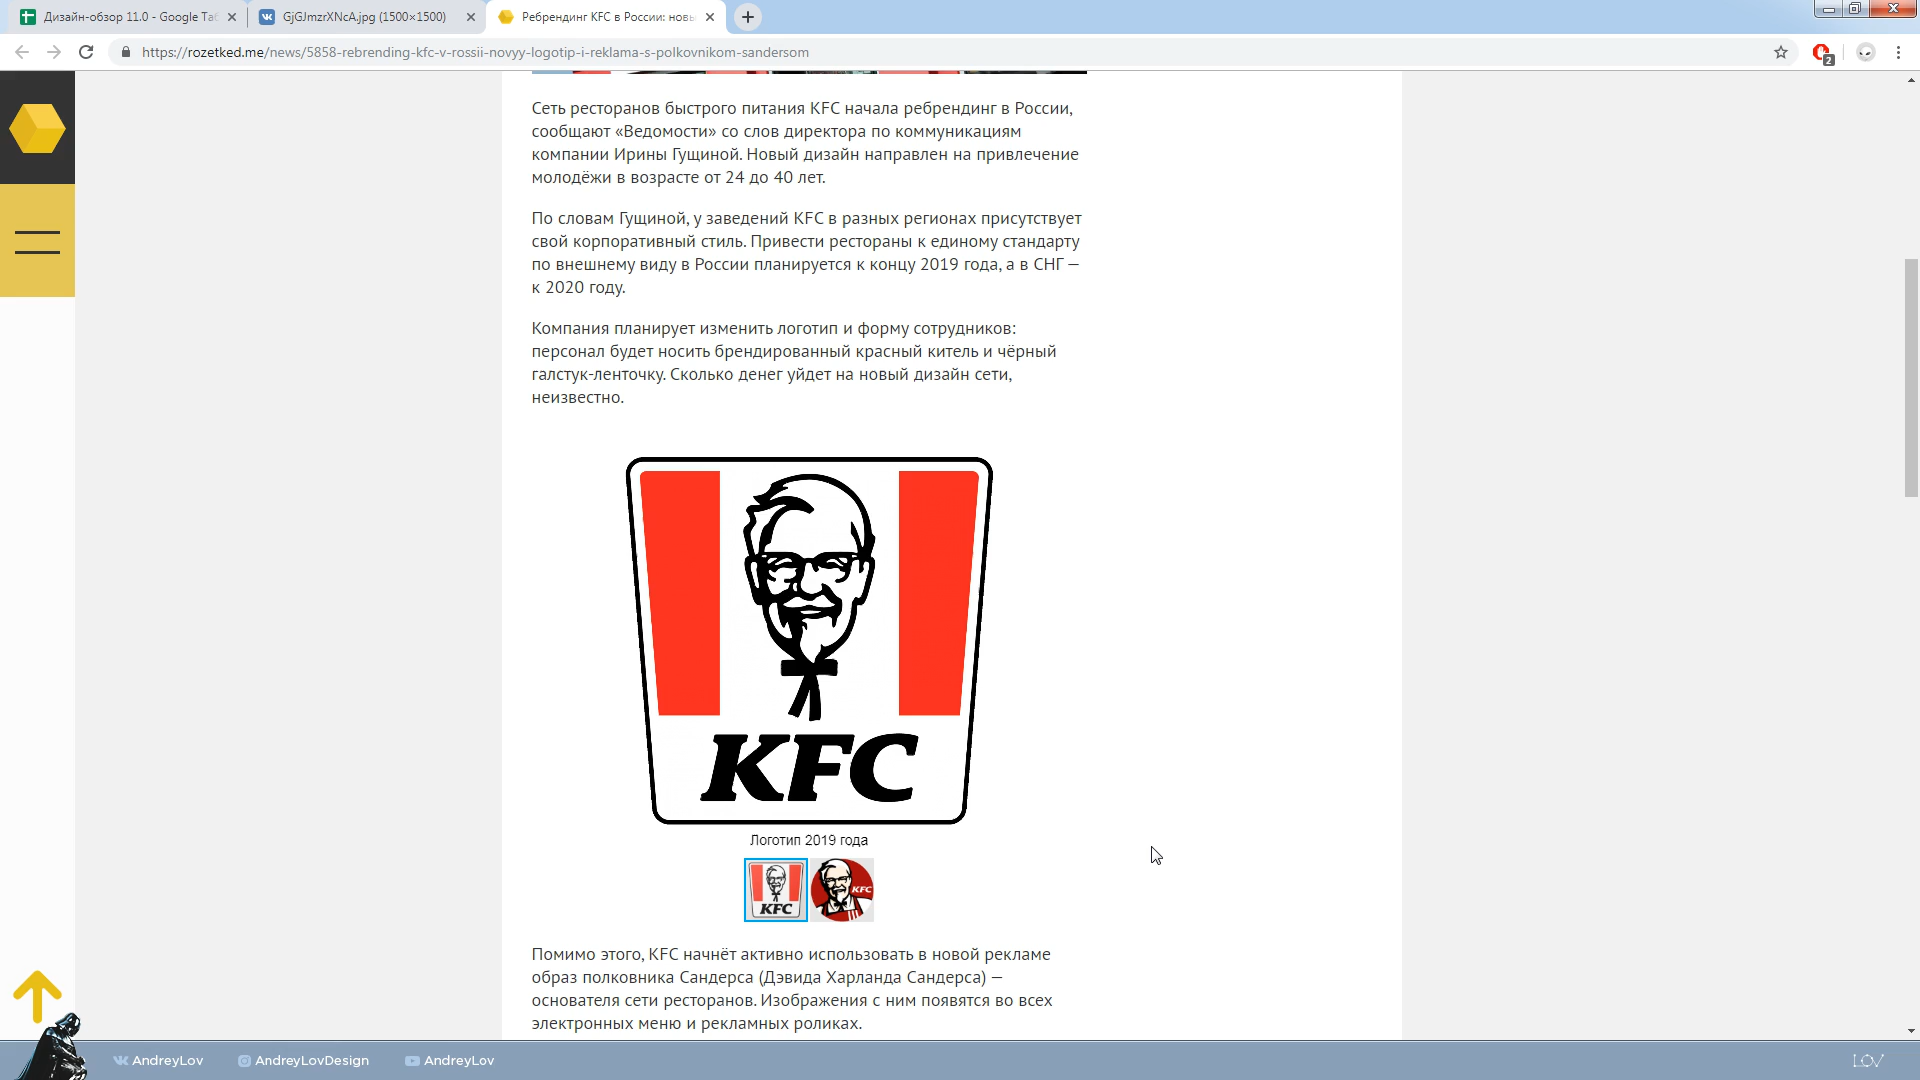 Дизайн-обзор 11.0 - Google Таб
GjGJmzrXNcA.jpg (1500×1500)
Ребрендинг KFC в России: новы
https://rozetked.me/news/5858-rebrending-kfc-v-rossii-novyy-logotip-i-reklama-s-polkovnikom-sandersom
2
Сеть ресторанов быстрого питания KFC начала ребрендинг в России,
сообщают «Ведомости» со слов директора по коммуникациям
компании Ирины Гущиной. Новый дизайн направлен на привлечение
молодёжи в возрасте от 24 до 40 лет.
По словам Гущиной, у заведений KFC в разных регионах присутствует
свой корпоративный стиль. Привести рестораны к единому стандарту
по внешнему виду в России планируется к концу 2019 года, а в СНГ —
к 2020 году.
Компания планирует изменить логотип и форму сотрудников:
персонал будет носить брендированный красный китель и чёрный
галстук-ленточку. Сколько денег уйдет на новый дизайн сети,
неизвестно.
KFC
Логотип 2019 года
KFC
KFC
Помимо этого, KFC начнёт активно использовать в новой рекламе
образ полковника Сандерса (Дэвида Харланда Сандерса) —
основателя сети ресторанов. Изображения с ним появятся во всех
электронных меню и рекламных роликах.
AndreyLov
AndreyLovDesign
AndreyLov
LOV